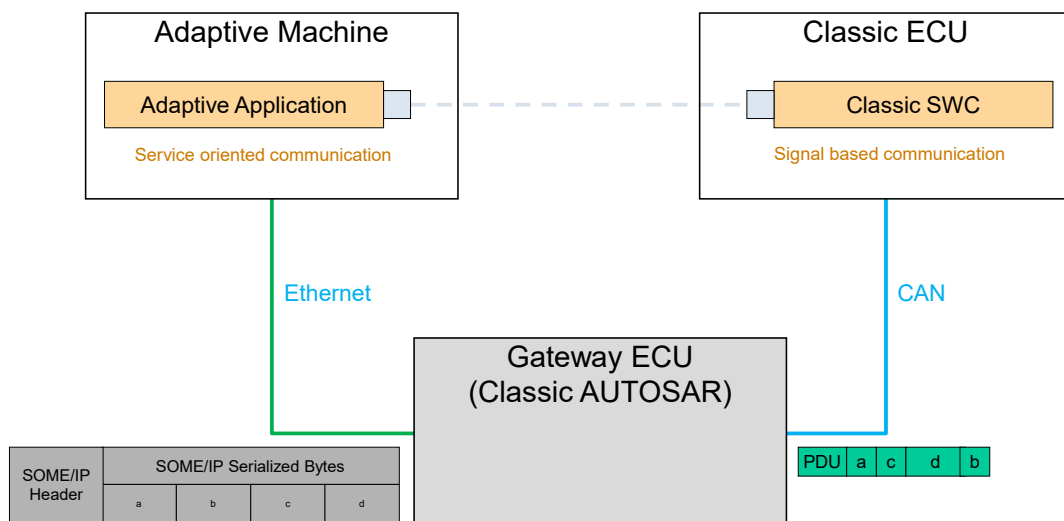 Adaptive Machine
Adaptive Application
Service oriented communication
Classic ECU
Classic SWC
Signal based communication
Ethernet
CAN
Gateway ECU
(Classic AUTOSAR)
SOME/IP
Header
SOME/IP Serialized Bytes
a b c d
PDU a c d b